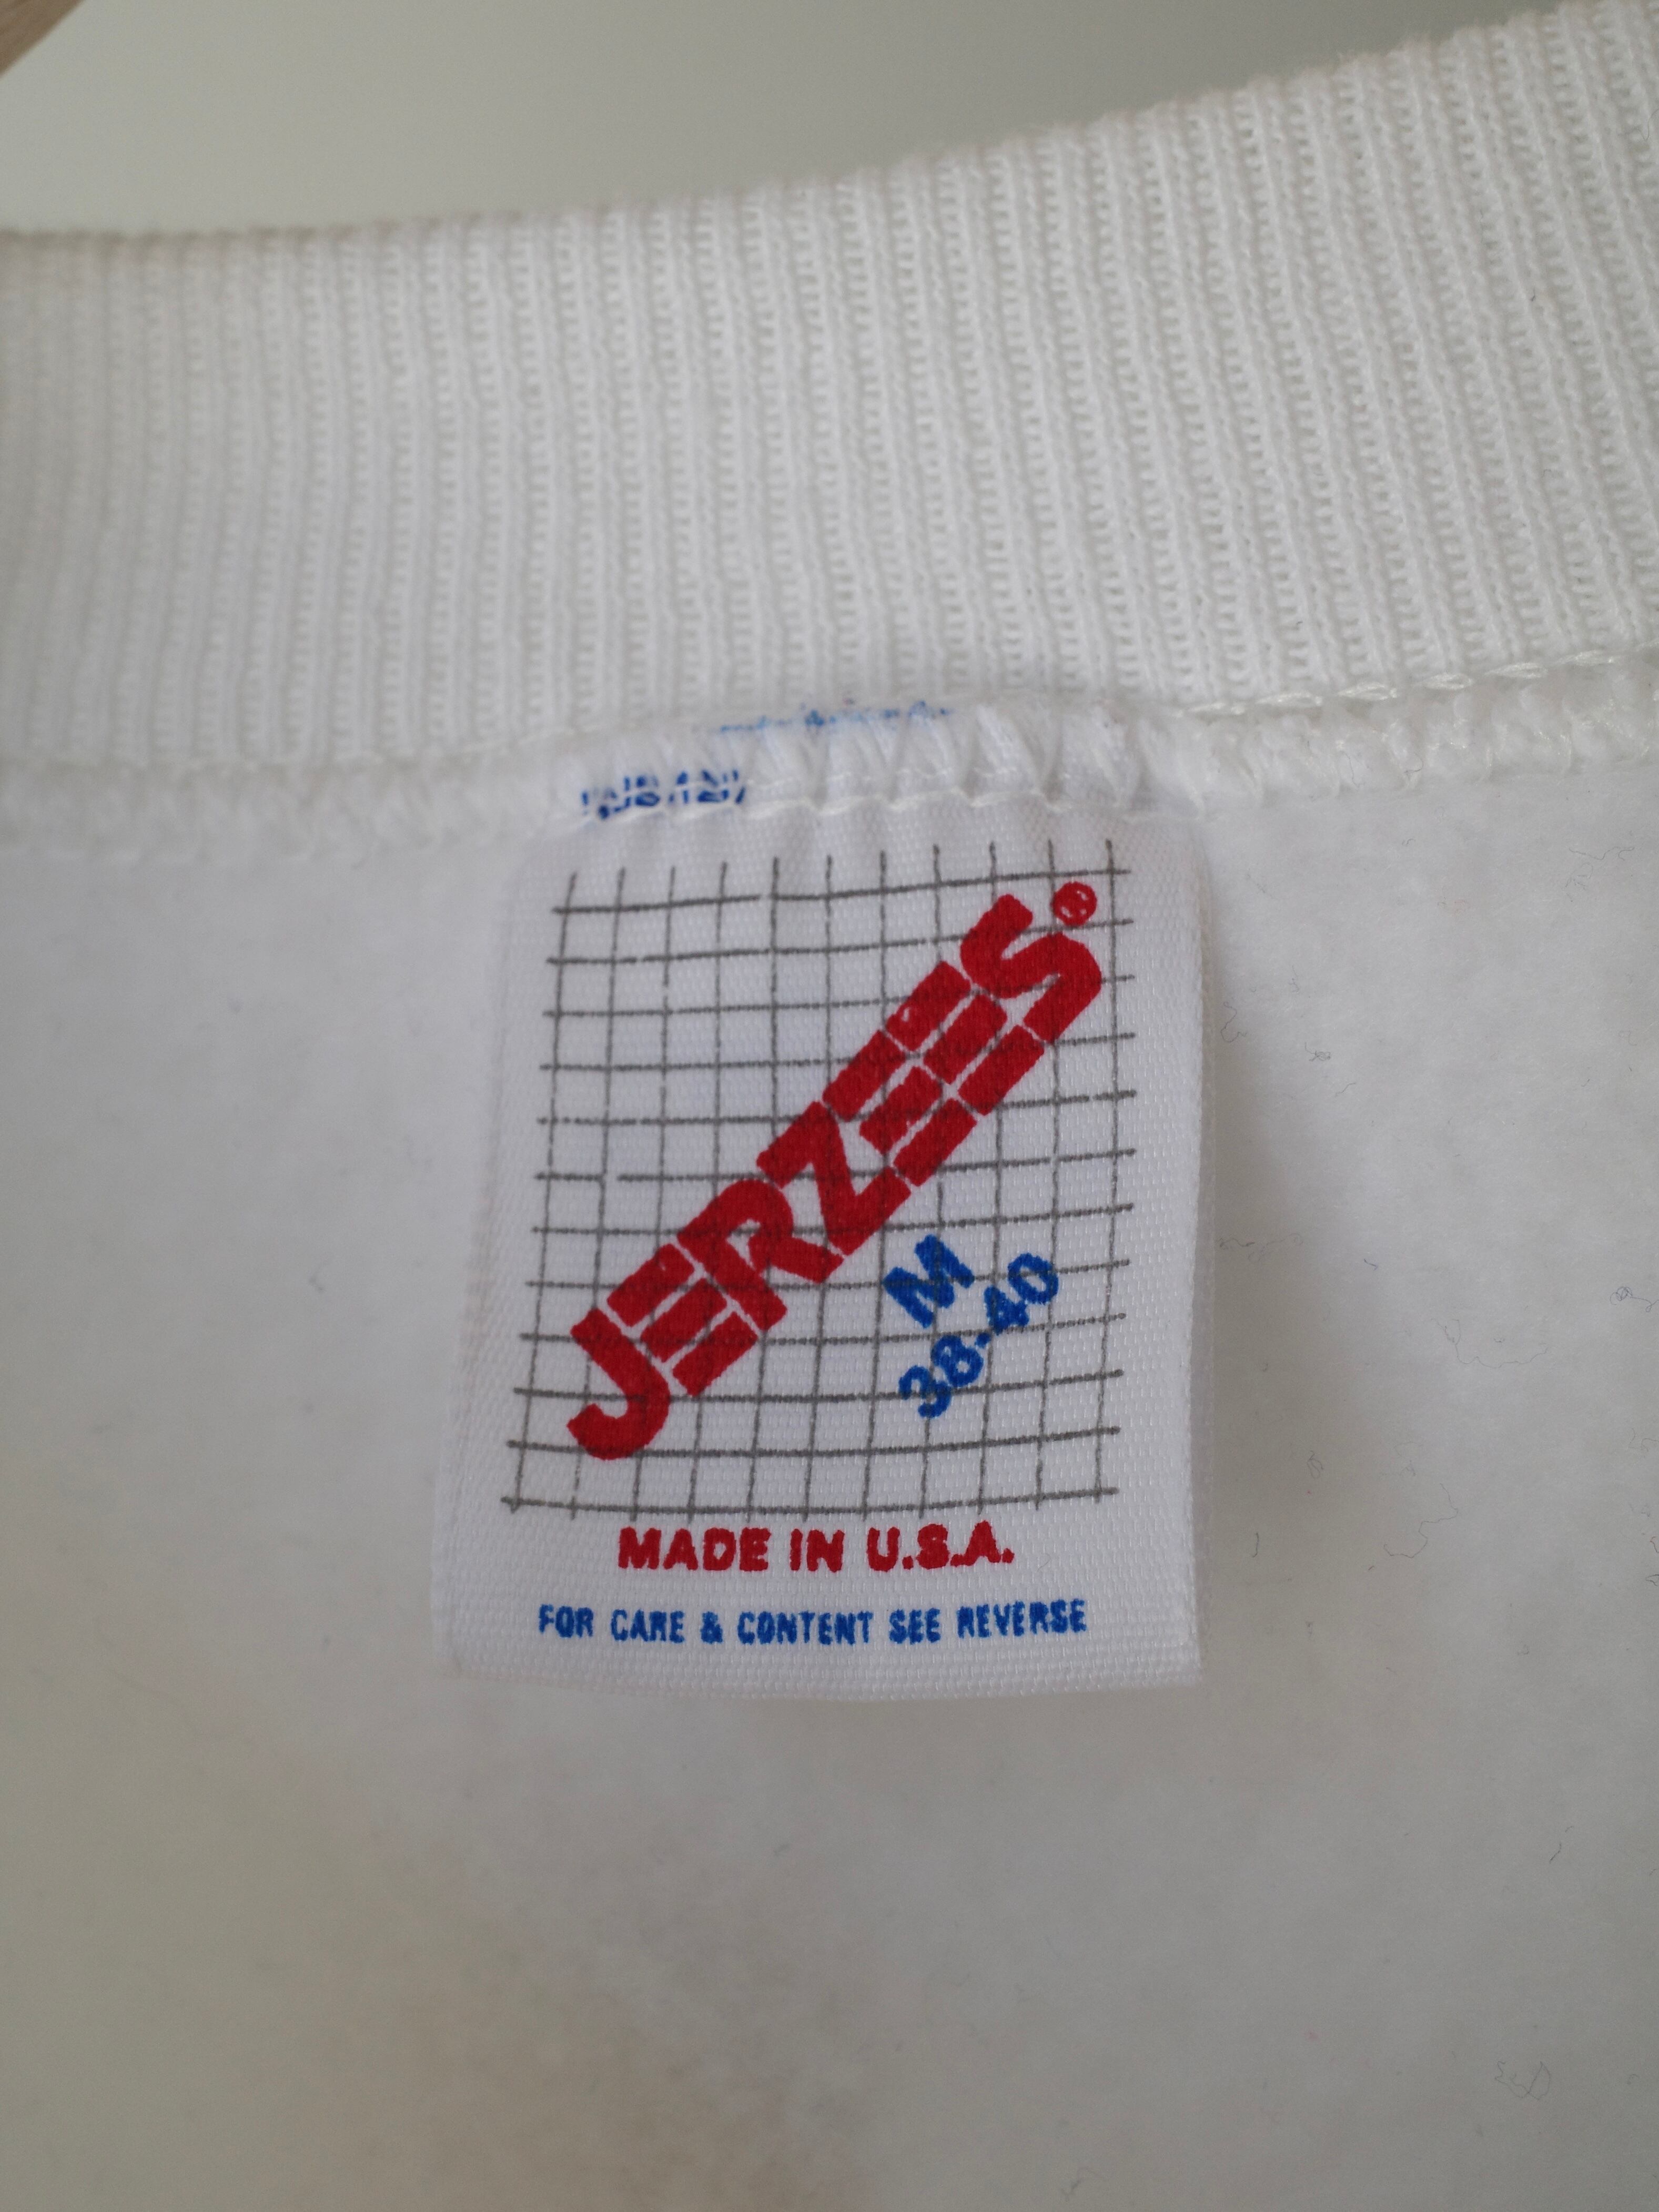 JERZEES®
M
38-40
MADE IN U.S.A.
FOR CARE & CONTENT SEE REVERSE